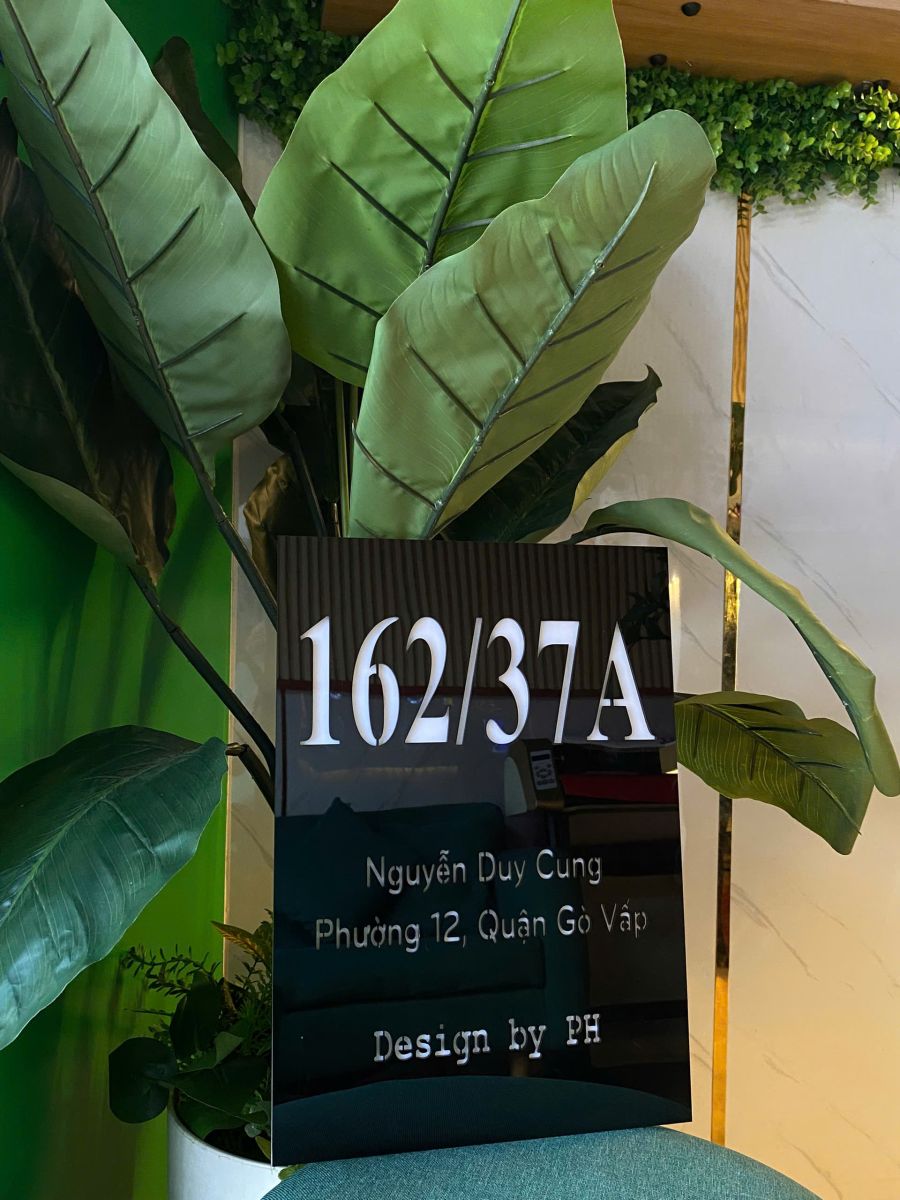 162/37A
Nguyễn Duy Cung
Phường 12, Quận Gò Vấp
Design by PH